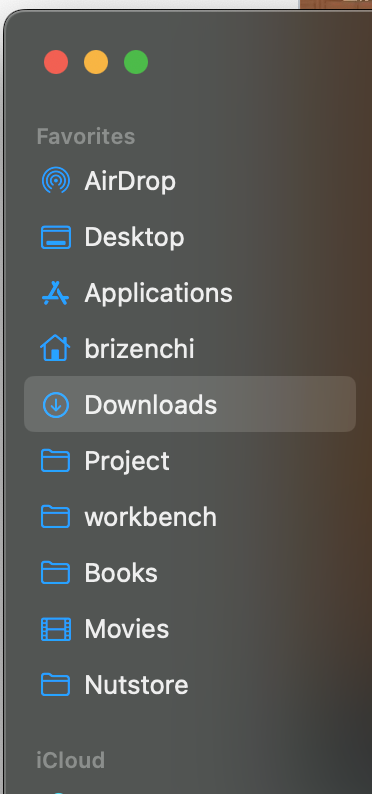 Favorites
AirDrop
Desktop
Applications
brizenchi
Downloads
Project
workbench
Books
Movies
Nutstore
iCloud